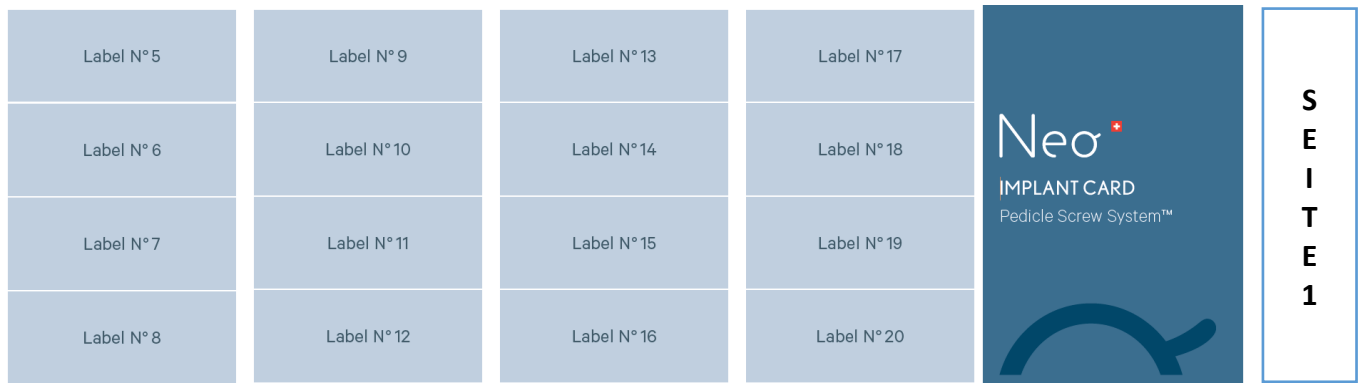 Label N° 5
Label N° 6
Label N° 7
Label N° 8
Label N° 9
Label N° 10
Label N° 11
Label N° 12
Label N° 13
Label N° 14
Label N° 15
Label N° 16
Label N° 17
Label N° 18
Label N° 19
Label N° 20
Neo
IMPLANT CARD
Pedicle Screw System™
S
E
I
T
E
1